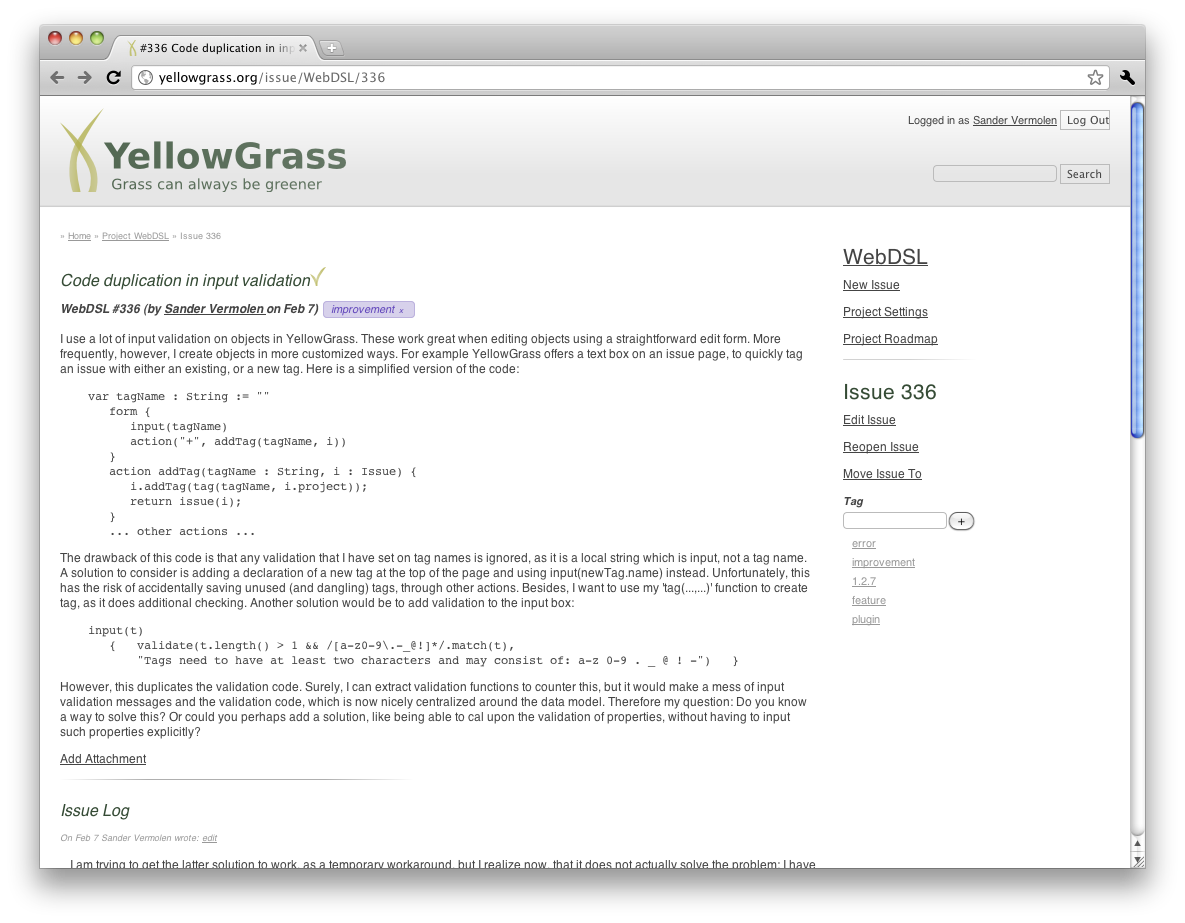 #336 Code duplication in inp
yellowgrass.org/issue/WebDSL/336
Logged in as Sander Vermolen Log Out
YellowGrass
Grass can always be greener
Search
» Home » Project WebDSL » Issue 336
Code duplication in input validation
WebDSL #336 (by Sander Vermolen on Feb 7) improvement x
I use a lot of input validation on objects in YellowGrass. These work great when editing objects using a straightforward edit form. More
frequently, however, I create objects in more customized ways. For example YellowGrass offers a text box on an issue page, to quickly tag
an issue with either an existing, or a new tag. Here is a simplified version of the code:
var tagName : String := ""
form {
input(tagName)
action("+", addTag(tagName, i))
}
action addTag(tagName : String, i : Issue) {
i.addTag(tag(tagName, i.project));
return issue(i);
}
... other actions ...
The drawback of this code is that any validation that I have set on tag names is ignored, as it is a local string which is input, not a tag name.
A solution to consider is adding a declaration of a new tag at the top of the page and using input(newTag.name) instead. Unfortunately, this
has the risk of accidentally saving unused (and dangling) tags, through other actions. Besides, I want to use my 'tag(...,...)' function to create
tag, as it does additional checking. Another solution would be to add validation to the input box:
input(t)
{ validate(t.length() > 1 && /[a-z0-9\.-_@!]*/.match(t),
"Tags need to have at least two characters and may consist of: a-z 0-9 . _ @ ! -") }
However, this duplicates the validation code. Surely, I can extract validation functions to counter this, but it would make a mess of input
validation messages and the validation code, which is now nicely centralized around the data model. Therefore my question: Do you know
a way to solve this? Or could you perhaps add a solution, like being able to cal upon the validation of properties, without having to input
such properties explicitly?
Add Attachment
Issue Log
On Feb 7 Sander Vermolen wrote: edit
I am trying to get the latter solution to work, as a temporary workaround, but I realize now, that it does not actually solve the problem: I have
WebDSL
New Issue
Project Settings
Project Roadmap
Issue 336
Edit Issue
Reopen Issue
Move Issue To
Tag
+
error
improvement
1.2.7
feature
plugin